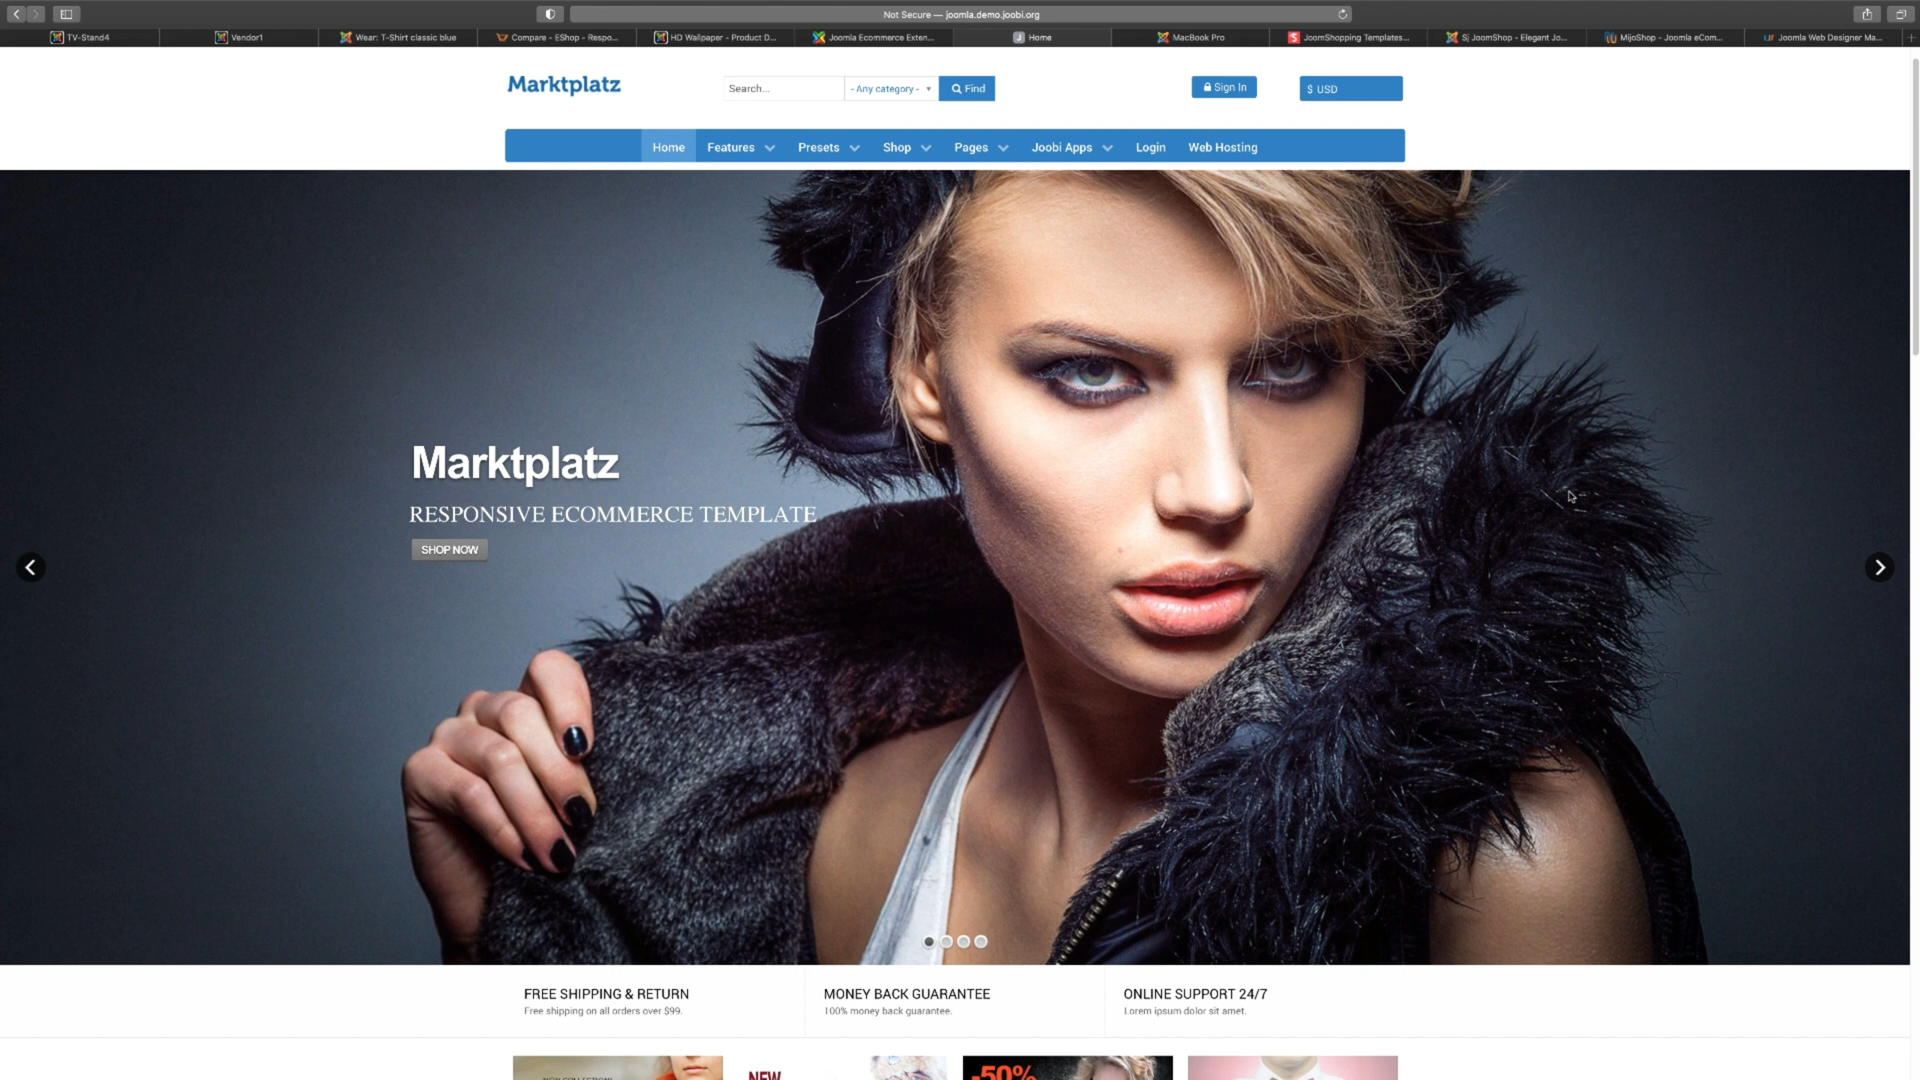 Not Secure — joomla.demo.joobi.org
TV-Stand4
Vendor1
Wear: T-Shirt classic blue
Compare - EShop - Respo...
HD Wallpaper - Product D...
Joomla Ecommerce Exten...
Home
MacBook Pro
JoomShopping Templates...
Sj JoomShop - Elegant Jo...
MijoShop - Joomla eCom...
Joomla Web Designer Ma...
Marktplatz
Search...
- Any category -
Find
Sign In
$ USD
Home
Features
Presets
Shop
Pages
Joobi Apps
Login
Web Hosting
Marktplatz
RESPONSIVE ECOMMERCE TEMPLATE
SHOP NOW
FREE SHIPPING & RETURN
Free shipping on all orders over $99.
MONEY BACK GUARANTEE
100% money back guarantee.
ONLINE SUPPORT 24/7
Lorem ipsum dolor sit amet.
NEW
-50%